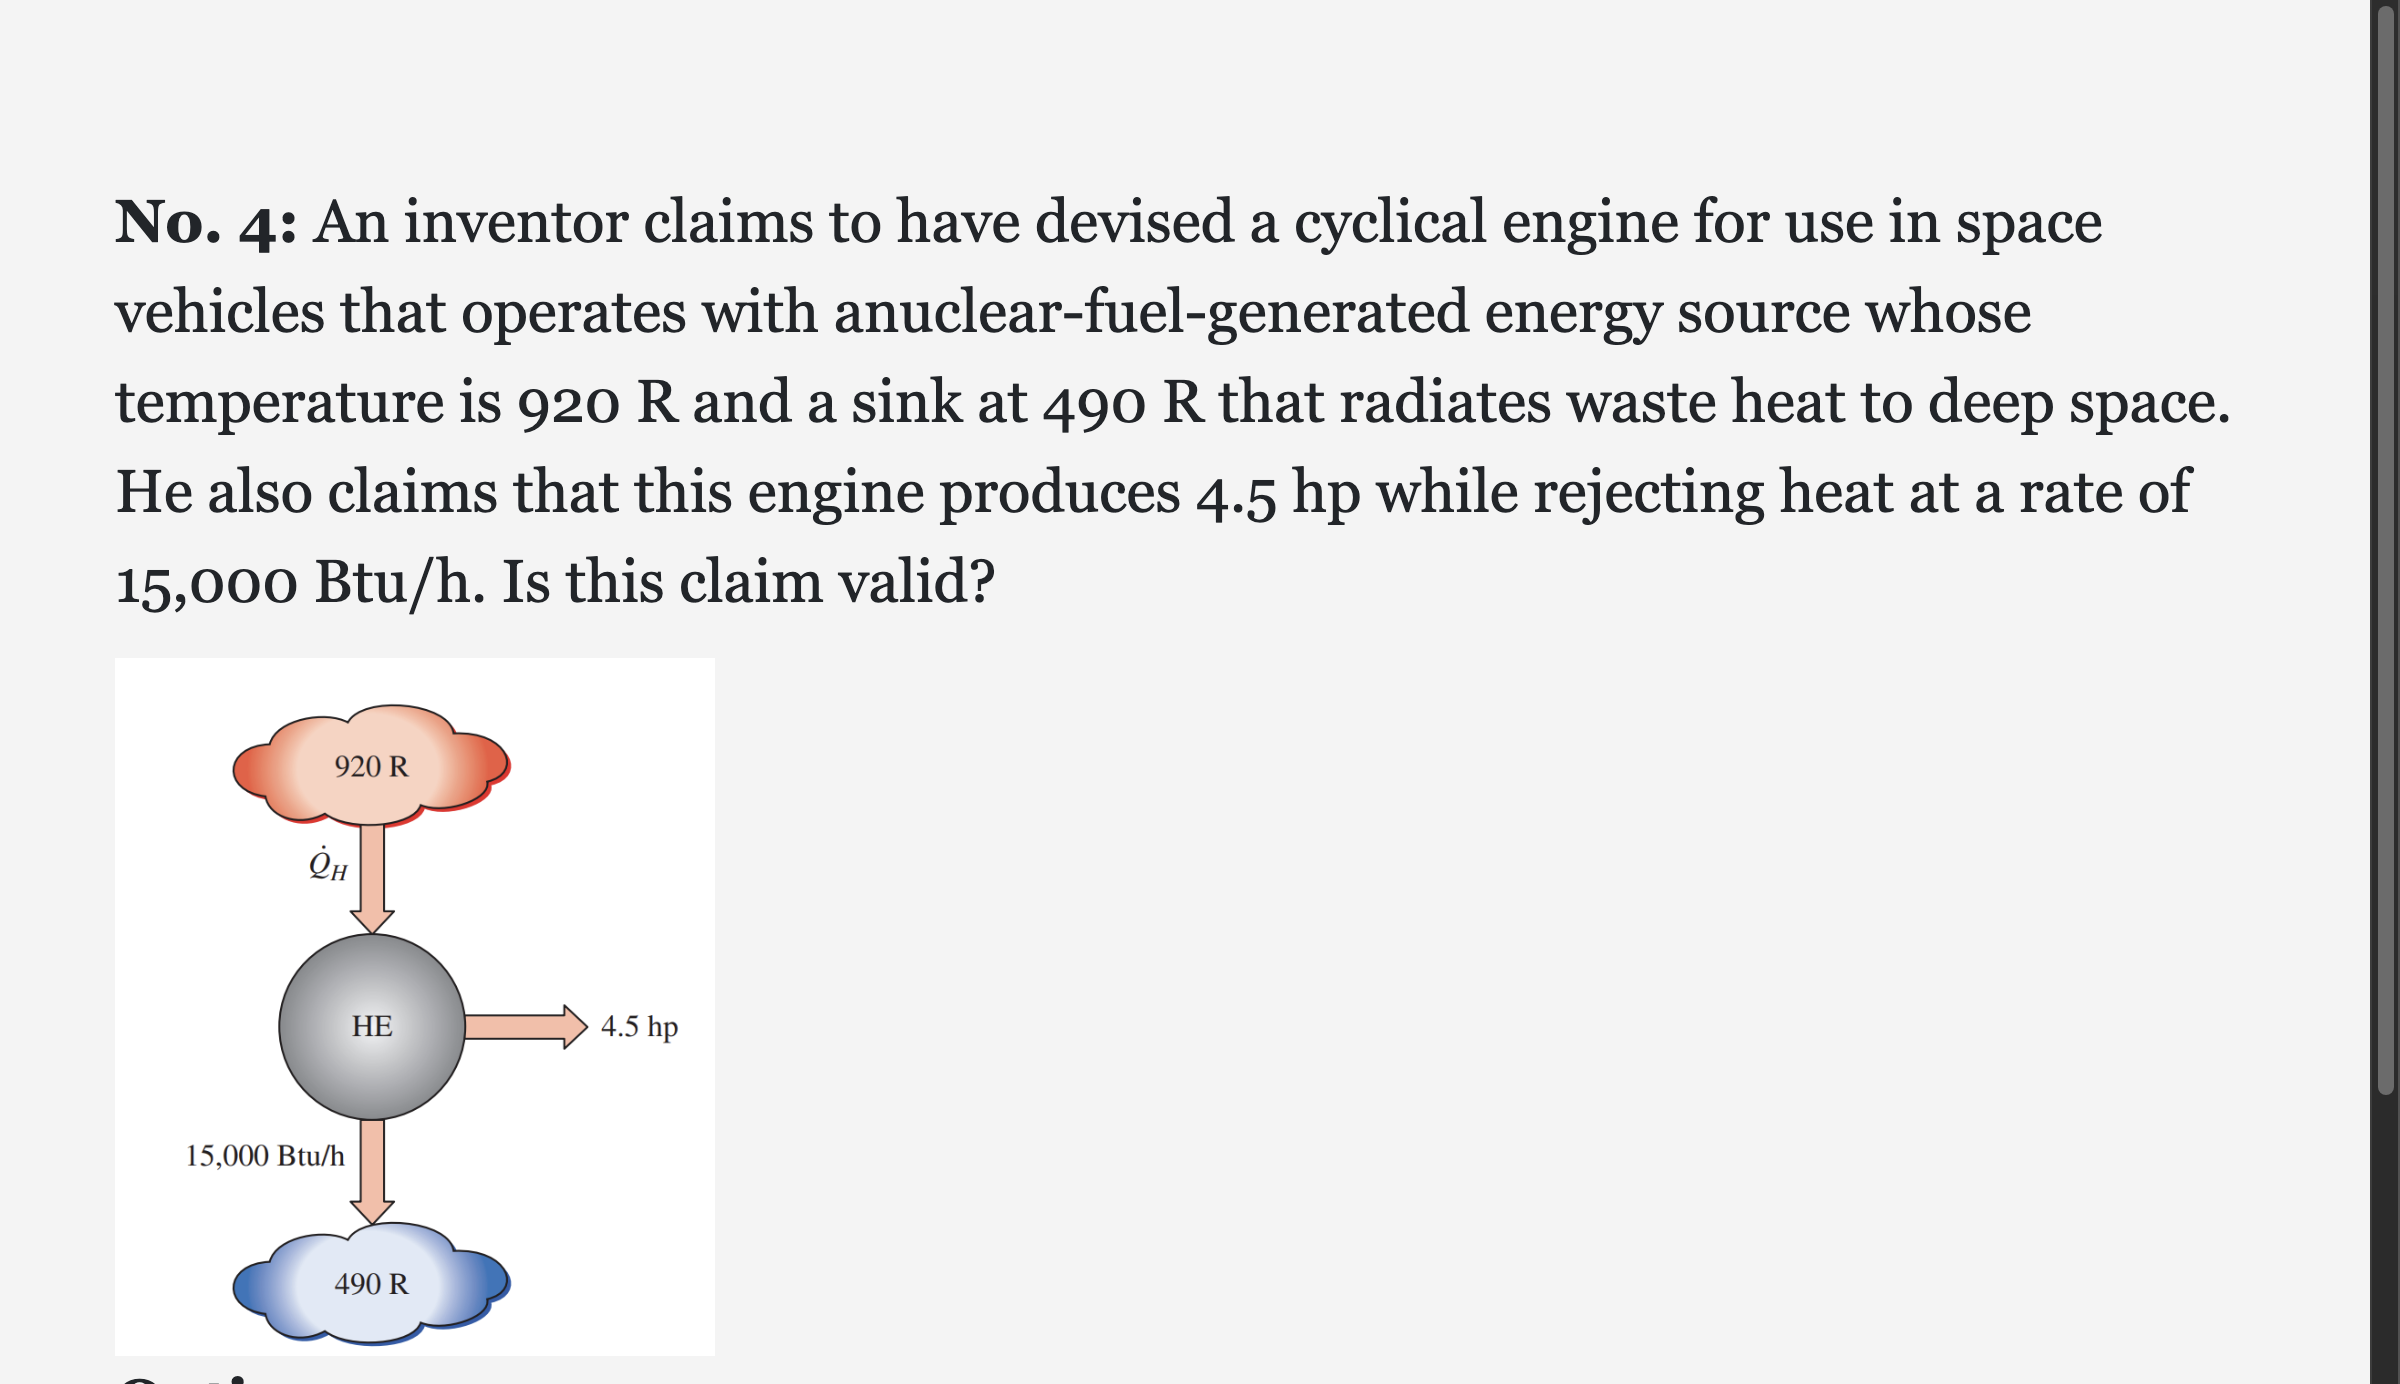 No. 4: An inventor claims to have devised a cyclical engine for use in space
vehicles that operates with anuclear-fuel-generated energy source whose
temperature is 920 R and a sink at 490 R that radiates waste heat to deep space.
He also claims that this engine produces 4.5 hp while rejecting heat at a rate of
15,000 Btu/h. Is this claim valid?
920 R
Q̇H
HE
4.5 hp
15,000 Btu/h
490 R